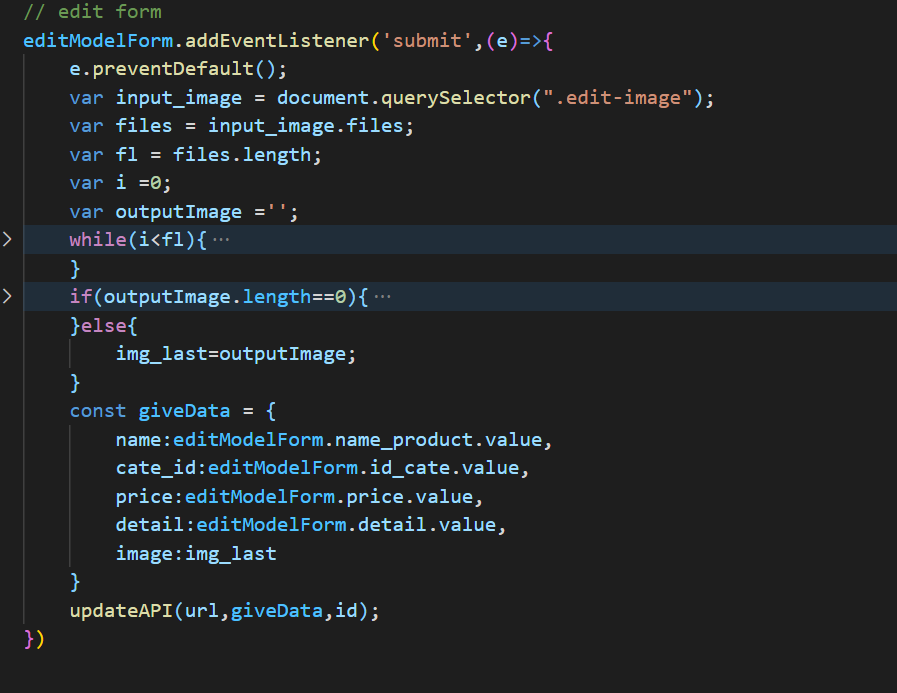 // edit form
editModelForm.addEventListener('submit',(e)=>{
e.preventDefault();
var input_image = document.querySelector(".edit-image");
var files = input_image.files;
var fl = files.length;
var i =0;
var outputImage ='';
while(i<fl){ ···
}
if(outputImage.length==0){ ···
}else{
img_last=outputImage;
}
const giveData = {
name:editModelForm.name_product.value,
cate_id:editModelForm.id_cate.value,
price:editModelForm.price.value,
detail:editModelForm.detail.value,
image:img_last
}
updateAPI(url,giveData,id);
})